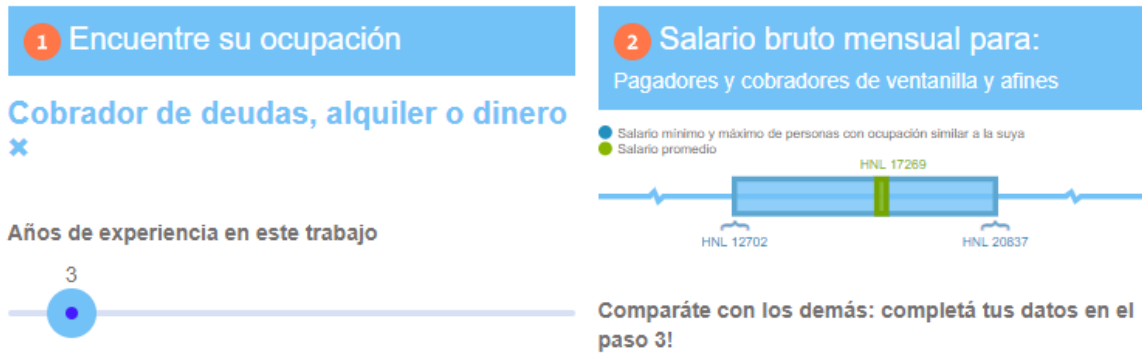 1 Encuentre su ocupación
Cobrador de deudas, alquiler o dinero
✖
Años de experiencia en este trabajo
3
2 Salario bruto mensual para:
Pagadores y cobradores de ventanilla y afines
Salario mínimo y máximo de personas con ocupación similar a la suya
Salario promedio
HNL 17269
HNL 12702
HNL 20837
Comparáte con los demás: completá tus datos en el
paso 3!